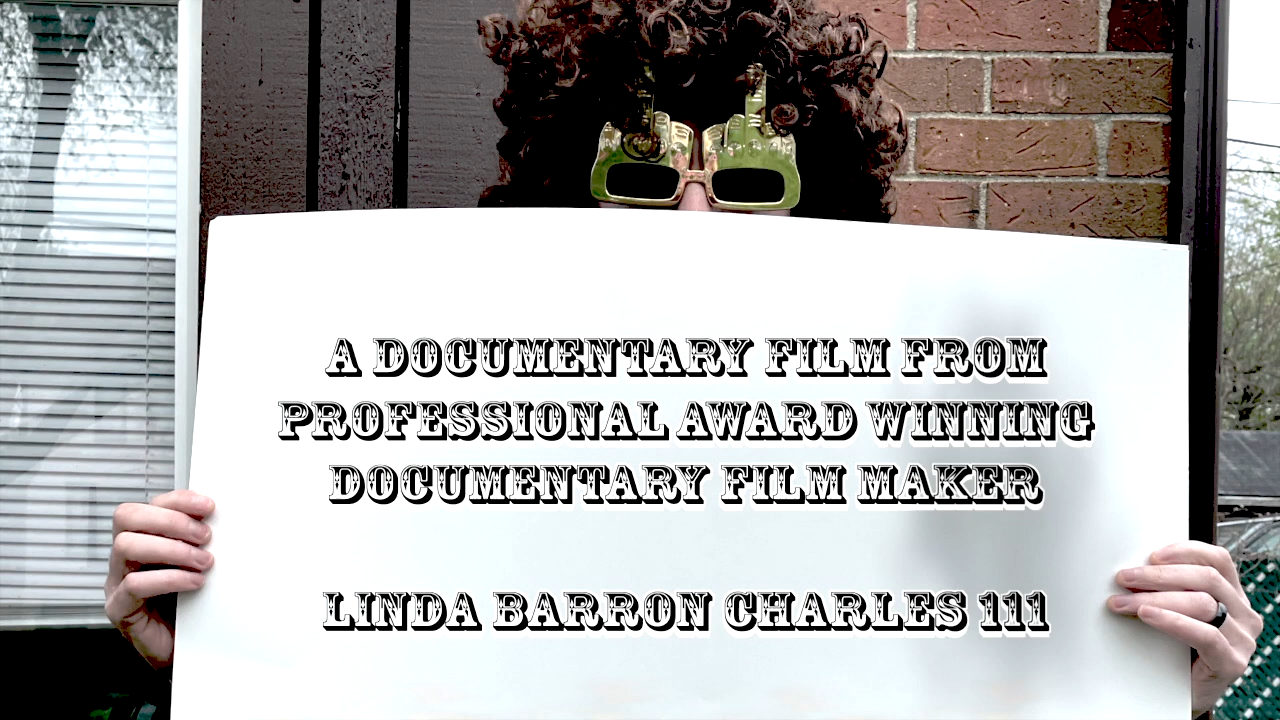 A DOCUMENTARY FILM FROM
PROFESSIONAL AWARD WINNING
DOCUMENTARY FILM MAKER
LINDA BARRON CHARLES 111